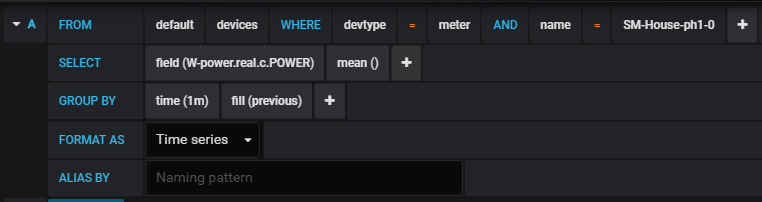 A FROM default devices WHERE devtype = meter AND name = SM-House-ph1-0 +
SELECT field (W-power.real.c.POWER) mean () +
GROUP BY time (1m) fill (previous) +
FORMAT AS Time series
ALIAS BY Naming pattern